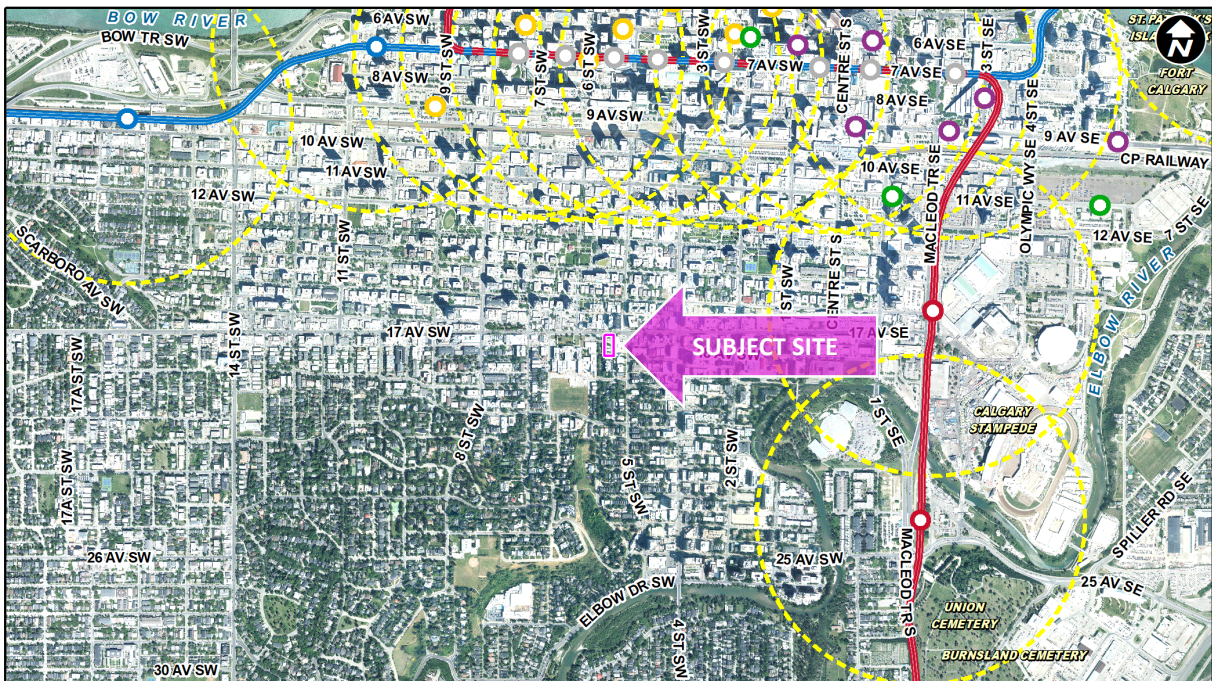 BOW RIVER
6 AV SW
BOW TR SW
ST. PATRICK'S
N
FORT
CALGARY
9 ST SW
8 AV SW
7 ST SW
6 ST SW
3 ST SW
7 AV SW
CENTRE ST S
6 AV SE
7 AV SE
3 ST SE
8 AV SE
4 ST SE
9 AV SW
9 AV SE
CP RAILWAY
10 AV SW
10 AV SE
11 AV SW
12 AV SW
MACLEOD TR SE
11 AV SE
OLYMPIC WY SE
12 AV SE
7 ST SE
SCARBORO AV SW
11 ST SW
1 ST SW
CENTRE ST S
ELBOW RIVER
14 ST SW
17 AV SW
SUBJECT SITE
17 AV SE
17A ST SW
8 ST SW
1 ST SE
CALGARY
STAMPEDE
17A ST SW
5 ST SW
2 ST SW
SPILLER RD SE
26 AV SW
25 AV SW
MACLEOD TR S
25 AV SE
ELBOW DR SW
UNION
CEMETERY
4 ST SW
30 AV SW
BURNSLAND CEMETERY